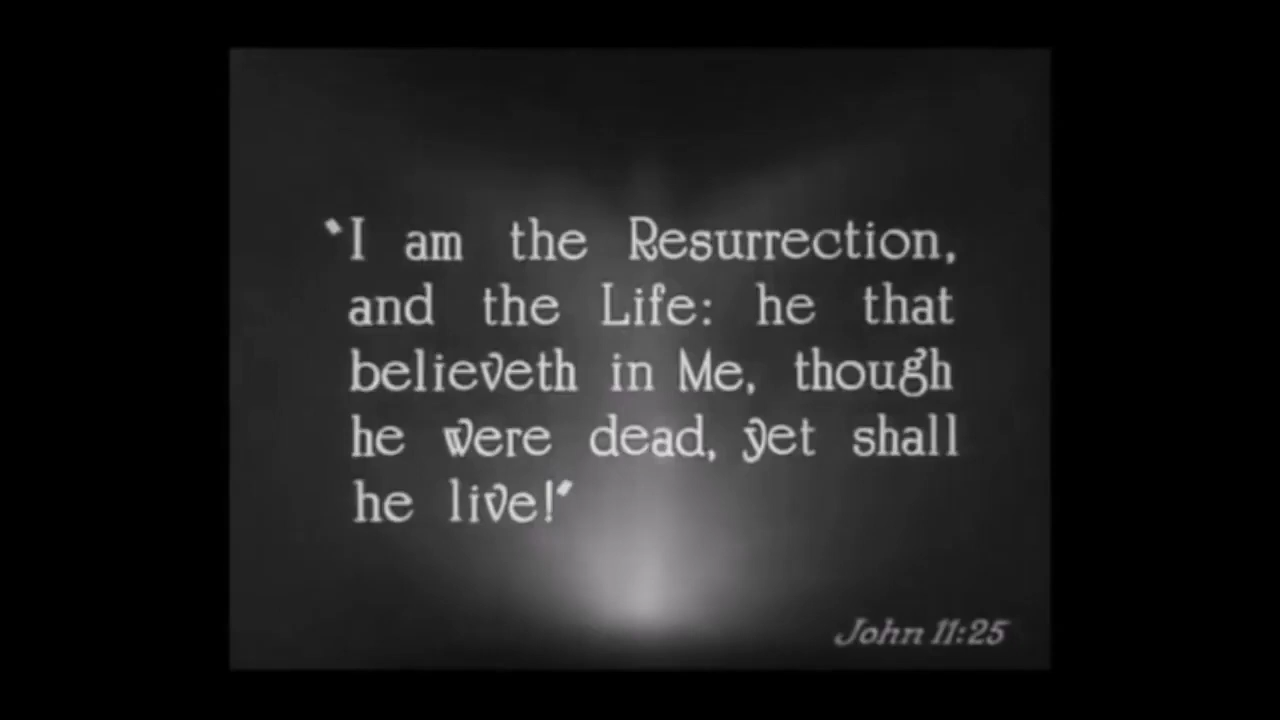 "I am the Resurrection,
and the Life: he that
believeth in Me, though
he were dead, yet shall
he live!"
John 11:25